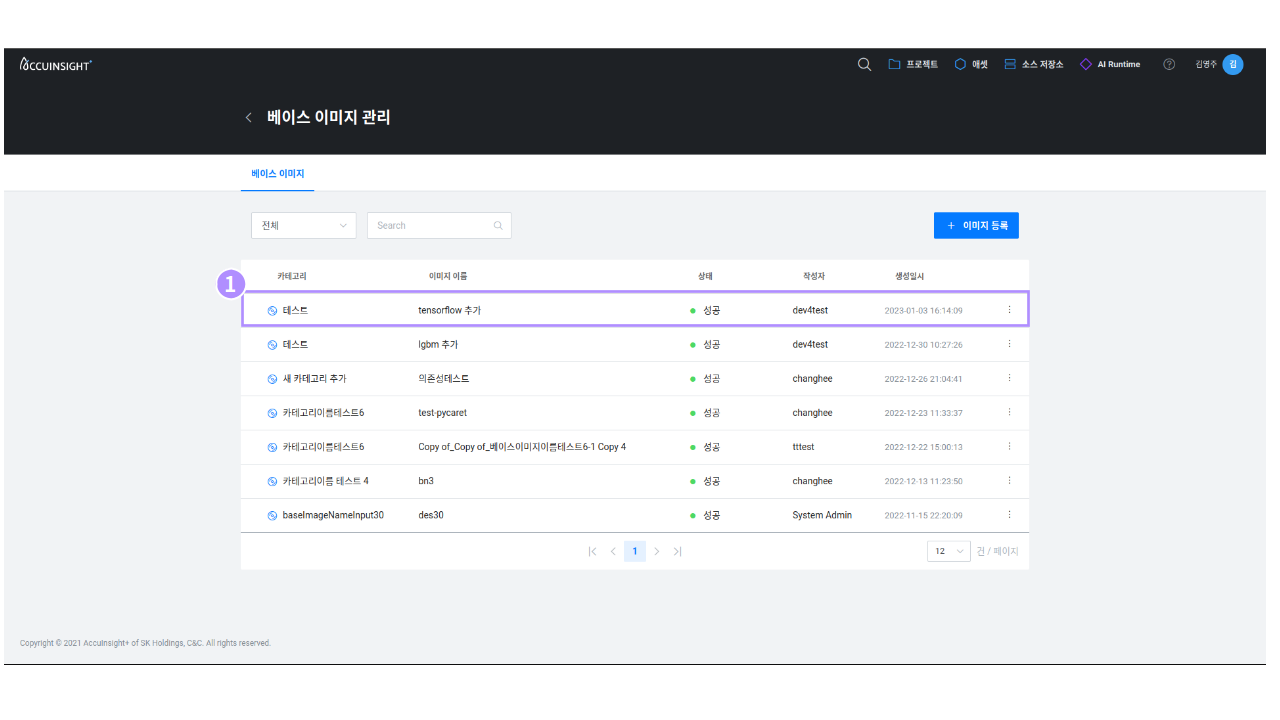 ACCUINSIGHT+ 프로젝트 애셋 소스 저장소 AI Runtime ? 김영주 김
베이스 이미지 관리
베이스 이미지
전체 Search + 이미지 등록
카테고리 이미지 이름 상태 작성자 생성일시
1
테스트 tensorflow 추가 성공 dev4test 2023-01-03 16:14:09
테스트 lgbm 추가 성공 dev4test 2022-12-30 10:27:26
새 카테고리 추가 의존성테스트 성공 changhee 2022-12-26 21:04:41
카테고리이름테스트6 test-pycaret 성공 changhee 2022-12-23 11:33:37
카테고리이름테스트6 Copy of_Copy of_베이스이미지이름테스트6-1 Copy 4 성공 tttest 2022-12-22 15:00:13
카테고리이름 테스트 4 bn3 성공 changhee 2022-12-13 11:23:50
baseImageNameInput30 des30 성공 System Admin 2022-11-15 22:20:09
1 12 건 / 페이지
Copyright © 2021 AccuInsight+ of SK Holdings, C&C. All rights reserved.